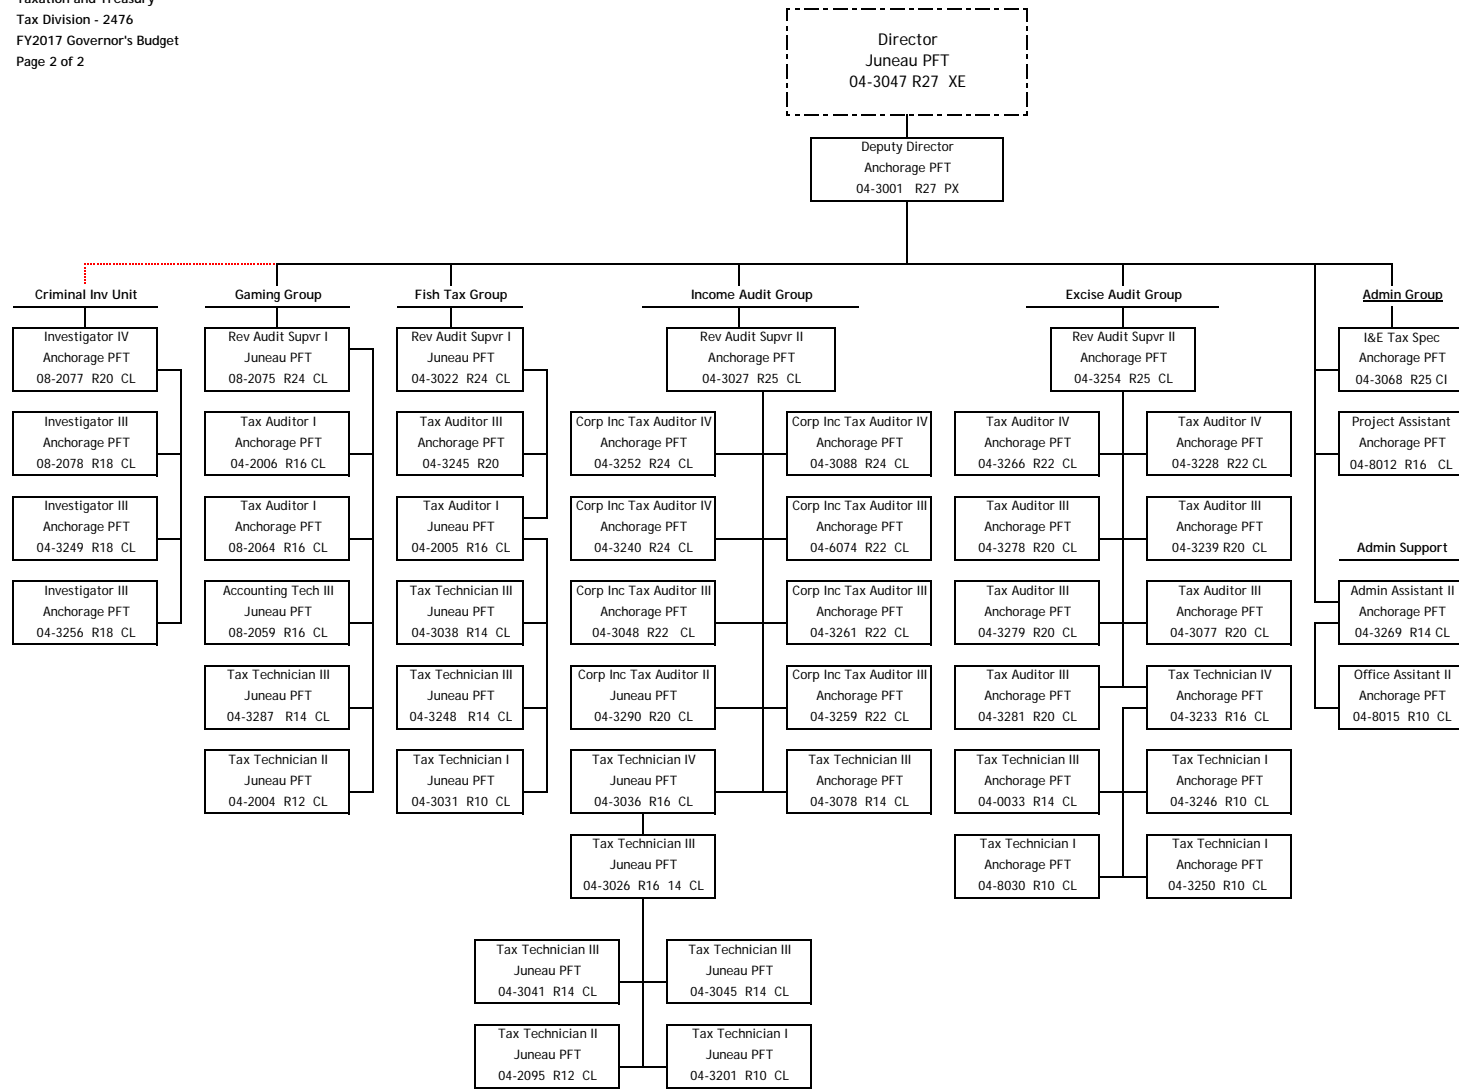 Taxation and Treasury
Tax Division - 2476
FY2017 Governor's Budget
Page 2 of 2
Director
Juneau PFT
04-3047 R27 XE
Deputy Director
Anchorage PFT
04-3001 R27 PX
Criminal Inv Unit
Investigator IV
Anchorage PFT
08-2077 R20 CL
Investigator III
Anchorage PFT
08-2078 R18 CL
Investigator III
Anchorage PFT
04-3249 R18 CL
Investigator III
Anchorage PFT
04-3256 R18 CL
Gaming Group
Rev Audit Supvr I
Juneau PFT
08-2075 R24 CL
Tax Auditor I
Anchorage PFT
04-2006 R16 CL
Tax Auditor I
Anchorage PFT
08-2064 R16 CL
Accounting Tech III
Juneau PFT
08-2059 R16 CL
Tax Technician III
Juneau PFT
04-3287 R14 CL
Tax Technician II
Juneau PFT
04-2004 R12 CL
Fish Tax Group
Rev Audit Supvr I
Juneau PFT
04-3022 R24 CL
Tax Auditor III
Anchorage PFT
04-3245 R20
Tax Auditor I
Juneau PFT
04-2005 R16 CL
Tax Technician III
Juneau PFT
04-3038 R14 CL
Tax Technician III
Juneau PFT
04-3248 R14 CL
Tax Technician I
Juneau PFT
04-3031 R10 CL
Income Audit Group
Rev Audit Supvr II
Anchorage PFT
04-3027 R25 CL
Corp Inc Tax Auditor IV
Anchorage PFT
04-3252 R24 CL
Corp Inc Tax Auditor IV
Anchorage PFT
04-3088 R24 CL
Corp Inc Tax Auditor IV
Anchorage PFT
04-3240 R24 CL
Corp Inc Tax Auditor III
Anchorage PFT
04-6074 R22 CL
Corp Inc Tax Auditor III
Anchorage PFT
04-3048 R22 CL
Corp Inc Tax Auditor III
Anchorage PFT
04-3261 R22 CL
Corp Inc Tax Auditor II
Juneau PFT
04-3290 R20 CL
Corp Inc Tax Auditor III
Anchorage PFT
04-3259 R22 CL
Tax Technician IV
Juneau PFT
04-3036 R16 CL
Tax Technician III
Anchorage PFT
04-3078 R14 CL
Tax Technician III
Juneau PFT
04-3026 R16 14 CL
Tax Technician III
Juneau PFT
04-3041 R14 CL
Tax Technician III
Juneau PFT
04-3045 R14 CL
Tax Technician II
Juneau PFT
04-2095 R12 CL
Tax Technician I
Juneau PFT
04-3201 R10 CL
Excise Audit Group
Rev Audit Supvr II
Anchorage PFT
04-3254 R25 CL
Tax Auditor IV
Anchorage PFT
04-3266 R22 CL
Tax Auditor IV
Anchorage PFT
04-3228 R22 CL
Tax Auditor III
Anchorage PFT
04-3278 R20 CL
Tax Auditor III
Anchorage PFT
04-3239 R20 CL
Tax Auditor III
Anchorage PFT
04-3279 R20 CL
Tax Auditor III
Anchorage PFT
04-3077 R20 CL
Tax Auditor III
Anchorage PFT
04-3281 R20 CL
Tax Technician IV
Anchorage PFT
04-3233 R16 CL
Tax Technician III
Anchorage PFT
04-0033 R14 CL
Tax Technician I
Anchorage PFT
04-3246 R10 CL
Tax Technician I
Anchorage PFT
04-8030 R10 CL
Tax Technician I
Anchorage PFT
04-3250 R10 CL
Admin Group
I&E Tax Spec
Anchorage PFT
04-3068 R25 Cl
Project Assistant
Anchorage PFT
04-8012 R16 CL
Admin Support
Admin Assistant II
Anchorage PFT
04-3269 R14 CL
Office Assitant II
Anchorage PFT
04-8015 R10 CL